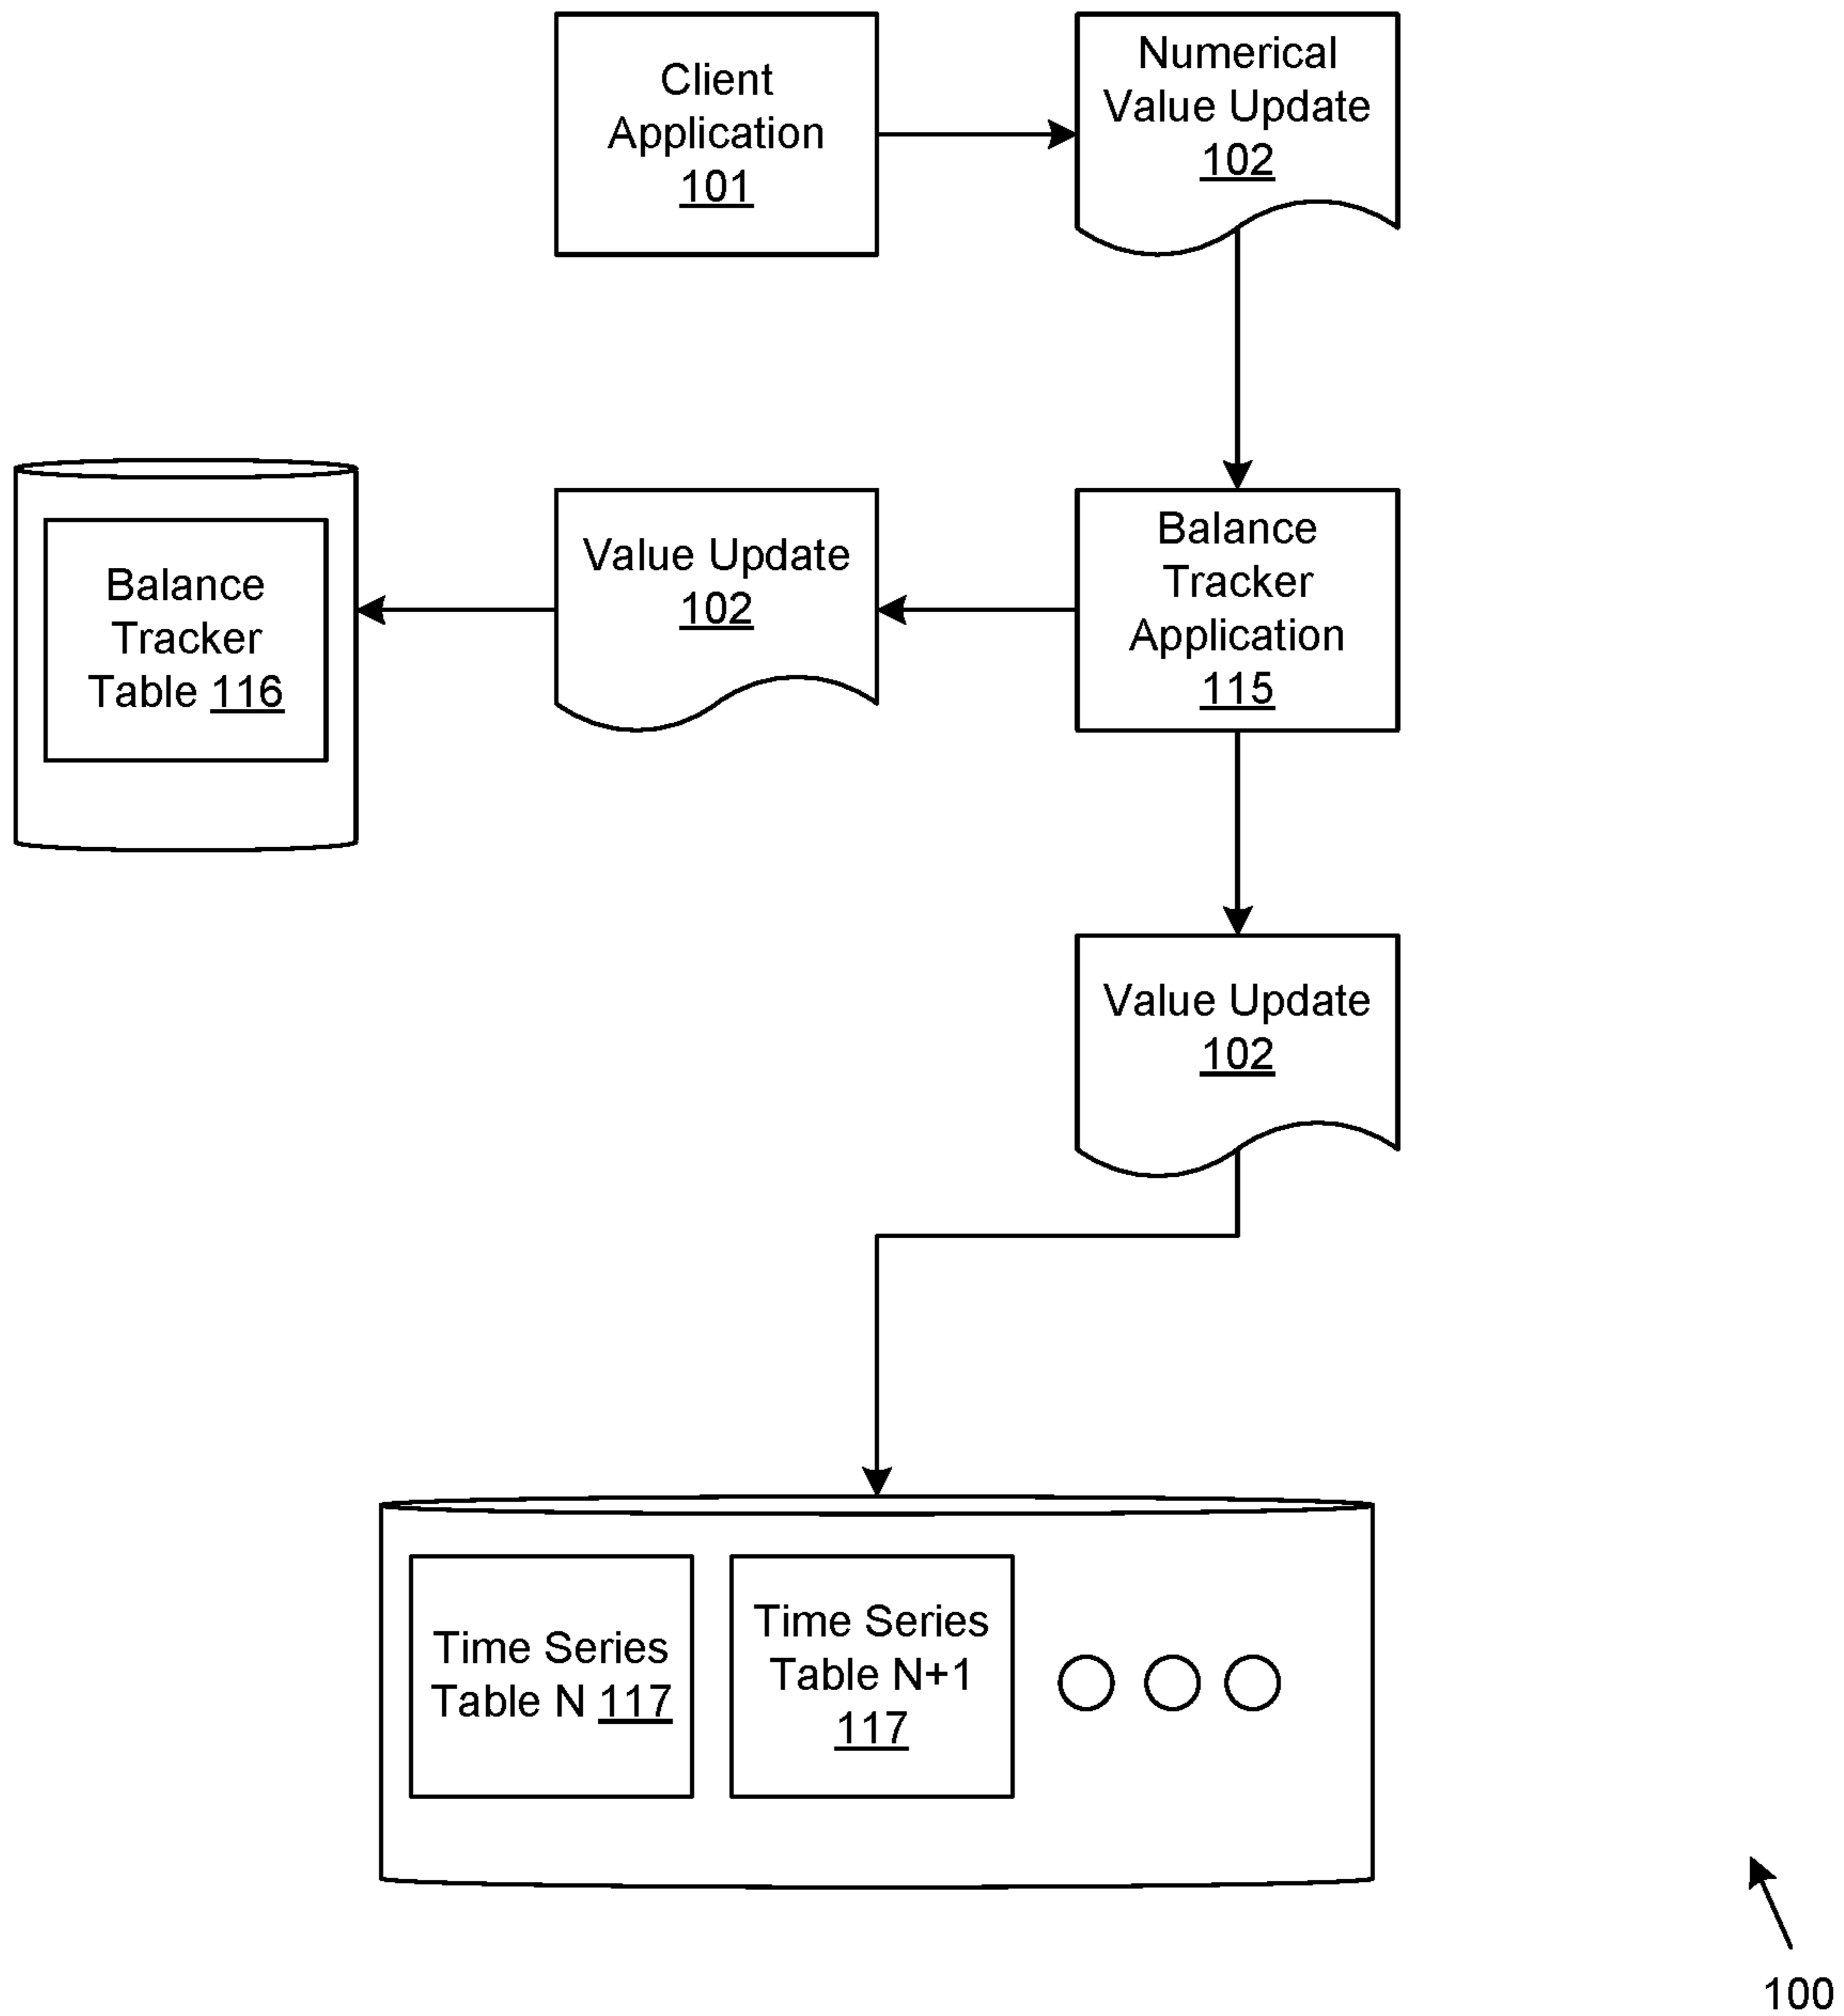 Client
Application
101
Numerical
Value Update
102
Balance
Tracker
Table 116
Value Update
102
Balance
Tracker
Application
115
Value Update
102
Time Series
Table N 117
Time Series
Table N+1
117
100